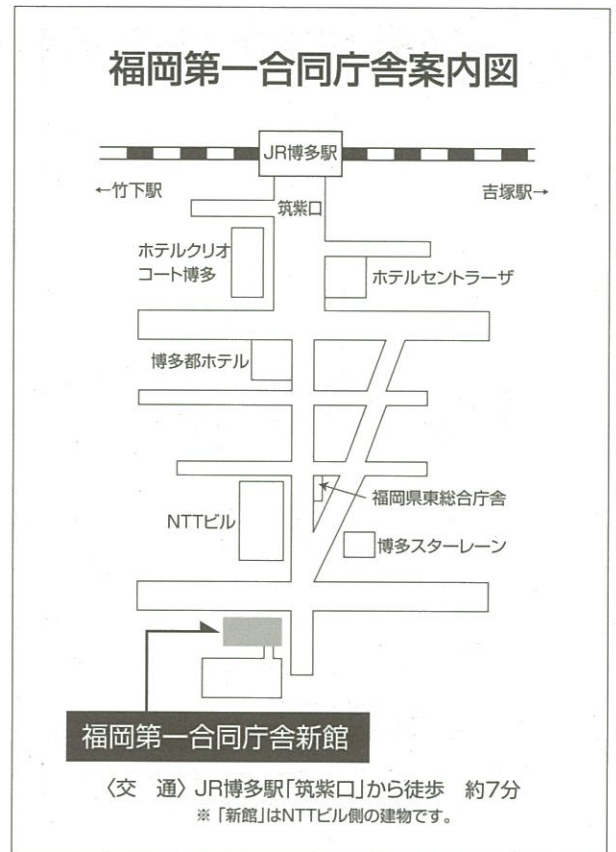 福岡第一合同庁舎案内図
JR博多駅
←竹下駅
吉塚駅→
筑紫口
ホテルクリオ
コート博多
ホテルセントラーザ
博多都ホテル
福岡県東総合庁舎
NTTビル
博多スターレーン
福岡第一合同庁舎新館
〈交　通〉JR博多駅「筑紫口」から徒歩　約7分
※「新館」はNTTビル側の建物です。